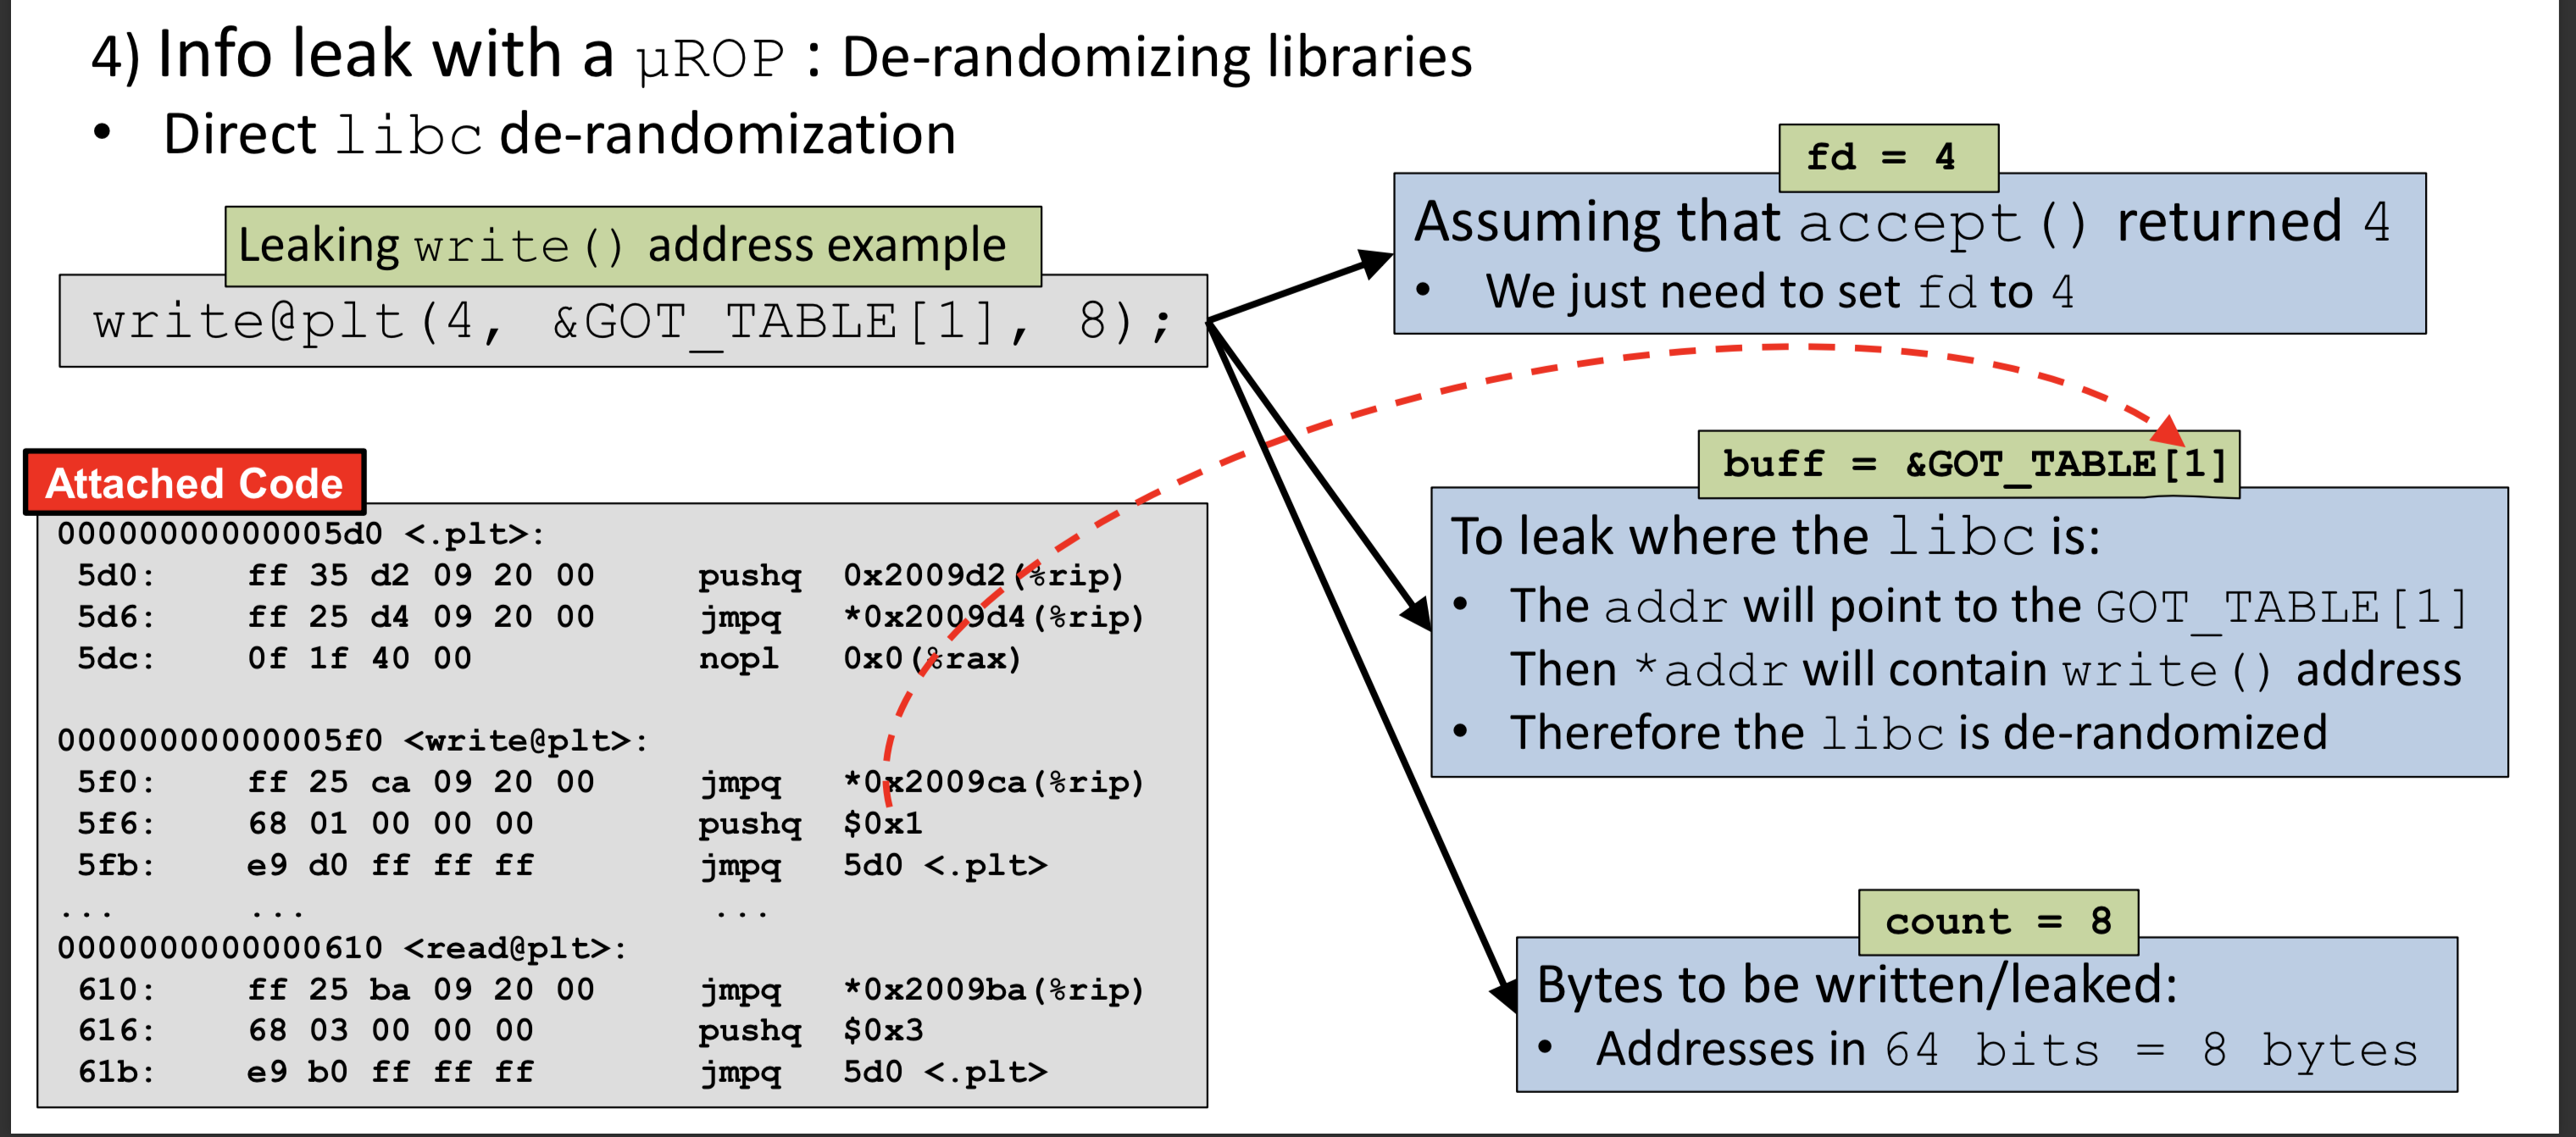 4) Info leak with a µROP : De-randomizing libraries
• Direct libc de-randomization
Leaking write() address example
write@plt(4, &GOT_TABLE[1], 8);
fd = 4
Assuming that accept() returned 4
• We just need to set fd to 4
buff = &GOT_TABLE[1]
To leak where the libc is:
• The addr will point to the GOT_TABLE[1]
Then *addr will contain write() address
• Therefore the libc is de-randomized
count = 8
Bytes to be written/leaked:
• Addresses in 64 bits = 8 bytes
Attached Code
00000000000005d0 <.plt>:
5d0: ff 35 d2 09 20 00 pushq 0x2009d2(%rip)
5d6: ff 25 d4 09 20 00 jmpq *0x2009d4(%rip)
5dc: 0f 1f 40 00 nopl 0x0(%rax)
00000000000005f0 <write@plt>:
5f0: ff 25 ca 09 20 00 jmpq *0x2009ca(%rip)
5f6: 68 01 00 00 00 pushq $0x1
5fb: e9 d0 ff ff ff jmpq 5d0 <.plt>
... ... ...
0000000000000610 <read@plt>:
610: ff 25 ba 09 20 00 jmpq *0x2009ba(%rip)
616: 68 03 00 00 00 pushq $0x3
61b: e9 b0 ff ff ff jmpq 5d0 <.plt>